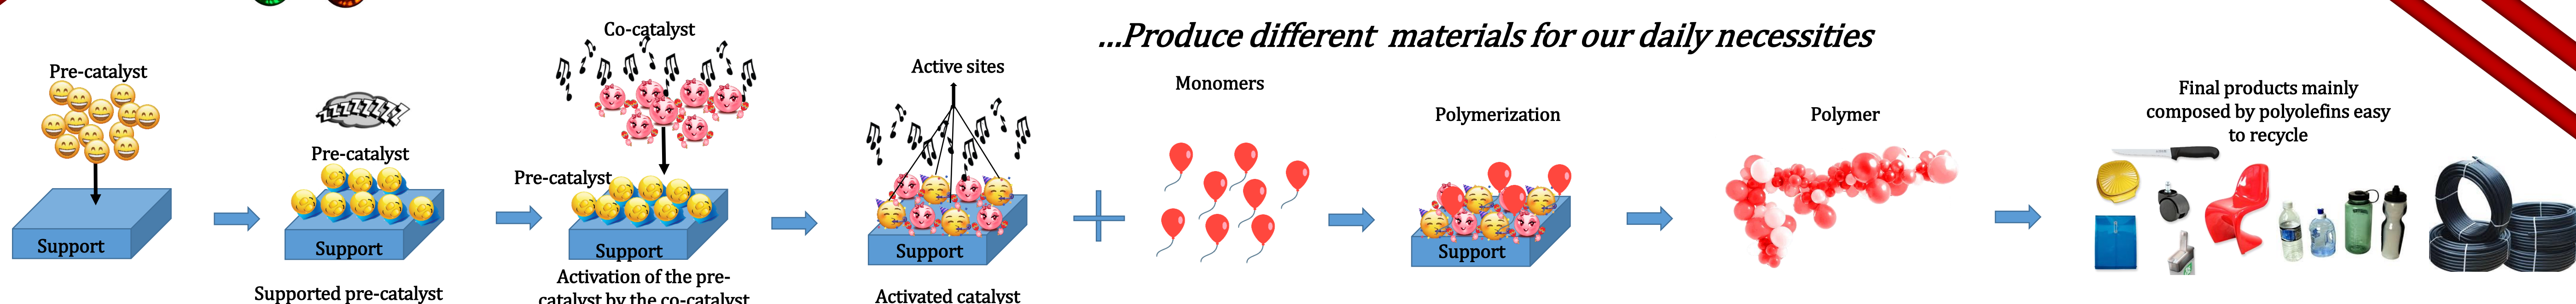 ...Produce different materials for our daily necessities
Pre-catalyst
Support
ZZZZZZZ
Pre-catalyst
Support
Supported pre-catalyst
Co-catalyst
Pre-catalyst
Support
Activation of the pre-
catalyst by the co-catalyst
Active sites
Support
Activated catalyst
Monomers
Polymerization
Support
Polymer
Final products mainly
composed by polyolefins easy
to recycle